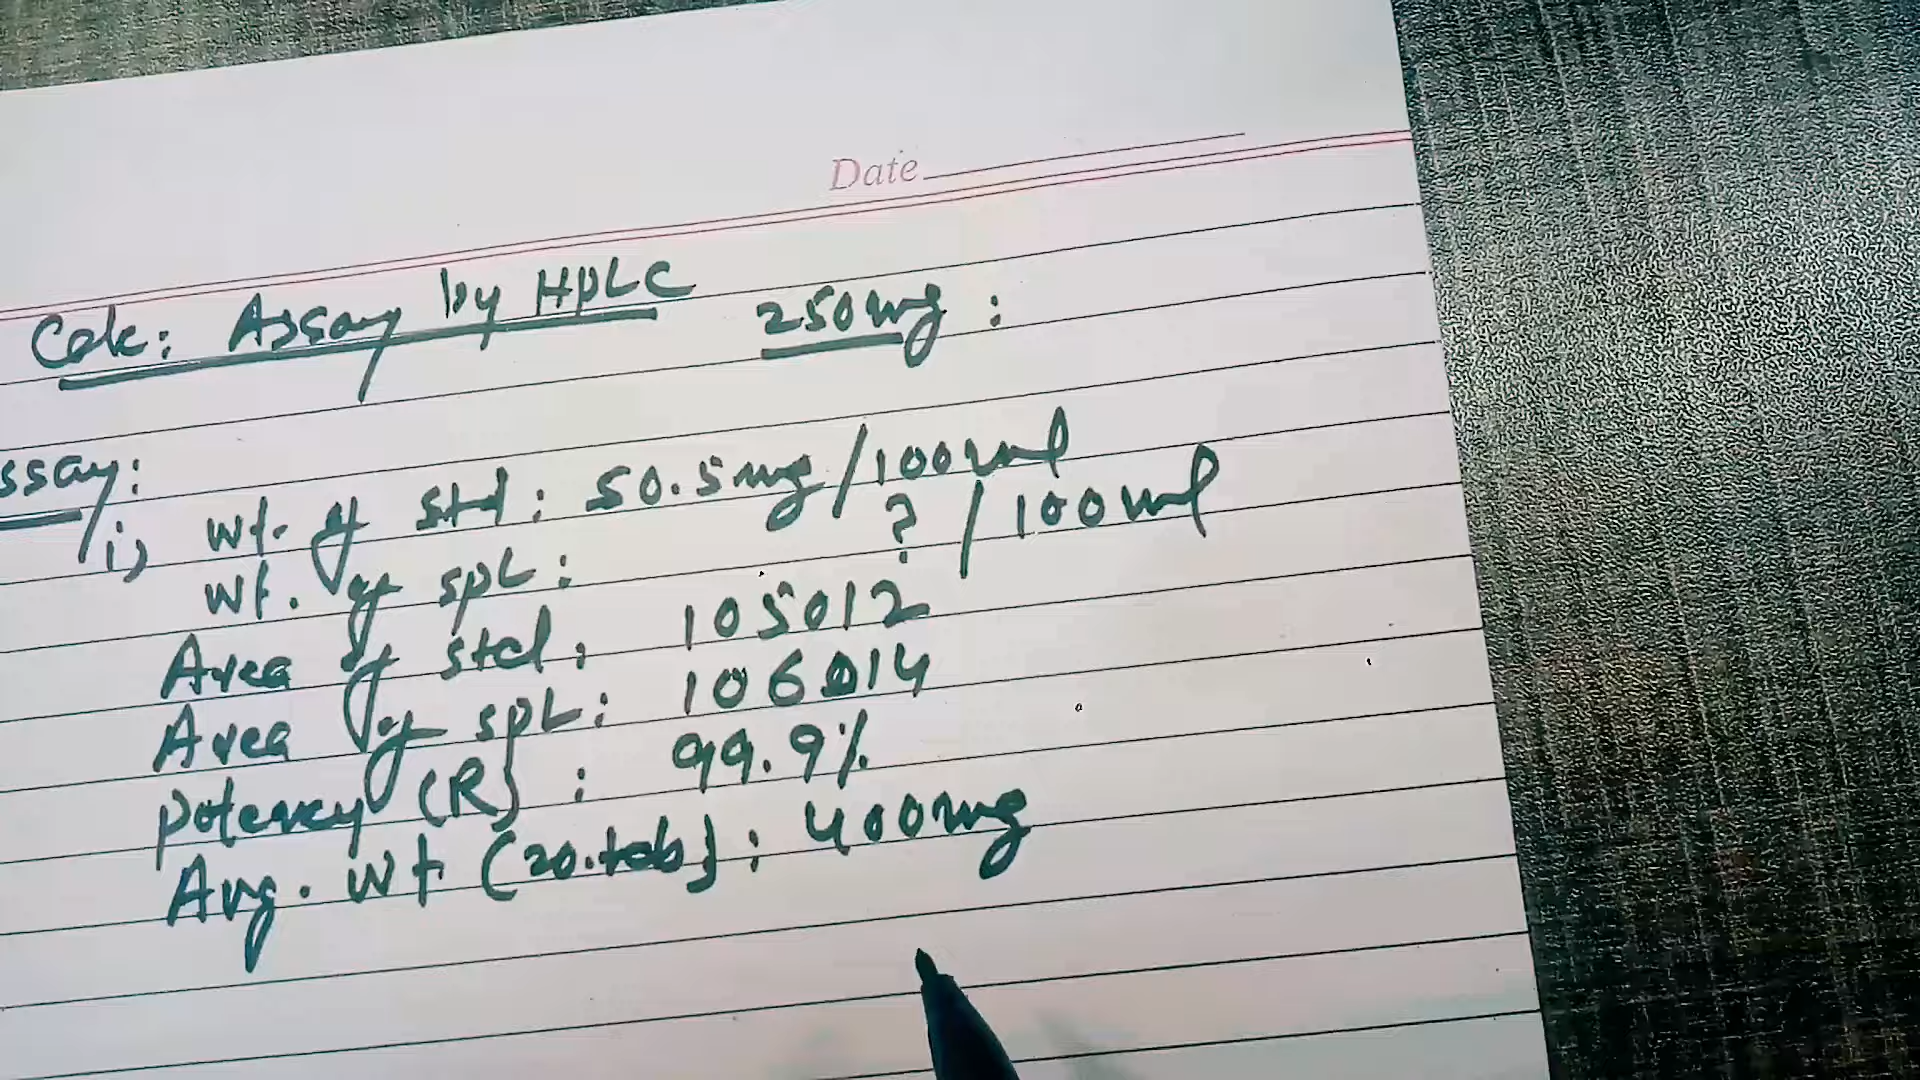 Date
Calc: Assay by HPLC 250mg:
ssay:
i) Wt. of Std: 50.5mg/100ml
Wt. of SPL: ?/100ml
Area of Std: 105012
Area of SPL: 106014
Potency (R): 99.9%
Avg. Wt (20.tab): 400mg